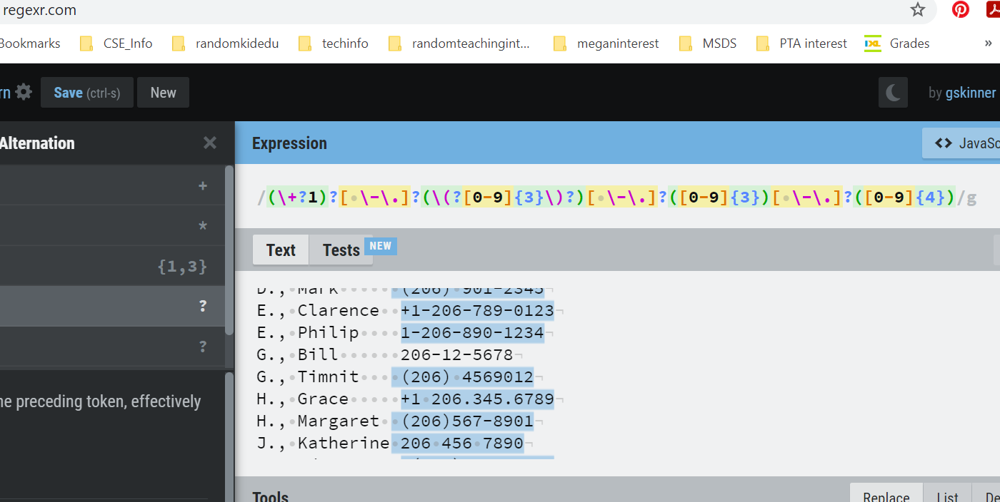 regexr.com
Bookmarks CSE_Info randomkidedu techinfo randomteachingint... meganinterest MSDS PTA interest IXL Grades »
rn Save (ctrl-s) New by gskinner
Alternation
Expression
<> JavaSc
+
/(\+?1)?[ \-\.]?(\(?[0-9]{3}\)?)[ \-\.]?([0-9]{3})[ \-\.]?([0-9]{4})/g
*
Text Tests NEW
{1,3}
D., Mark (206) 901-2345
?
E., Clarence +1-206-789-0123
E., Philip 1-206-890-1234
?
G., Bill 206-12-5678
G., Timnit (206) 4569012
he preceding token, effectively
H., Grace +1 206.345.6789
H., Margaret (206)567-8901
J., Katherine 206 456 7890
Tools Replace List De